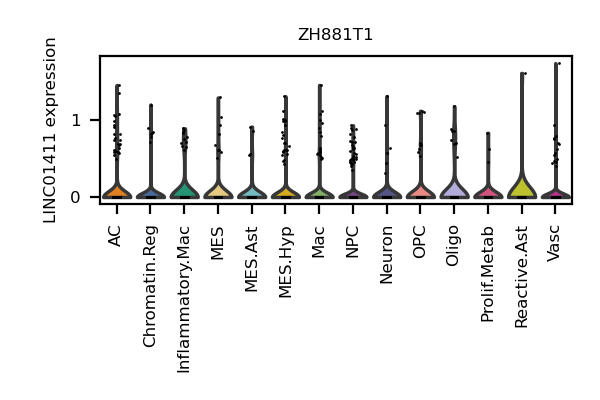 ZH881T1
LINC01411 expression
1
0
AC
Chromatin.Reg
Inflammatory.Mac
MES
MES.Ast
MES.Hyp
Mac
NPC
Neuron
OPC
Oligo
Prolif.Metab
Reactive.Ast
Vasc